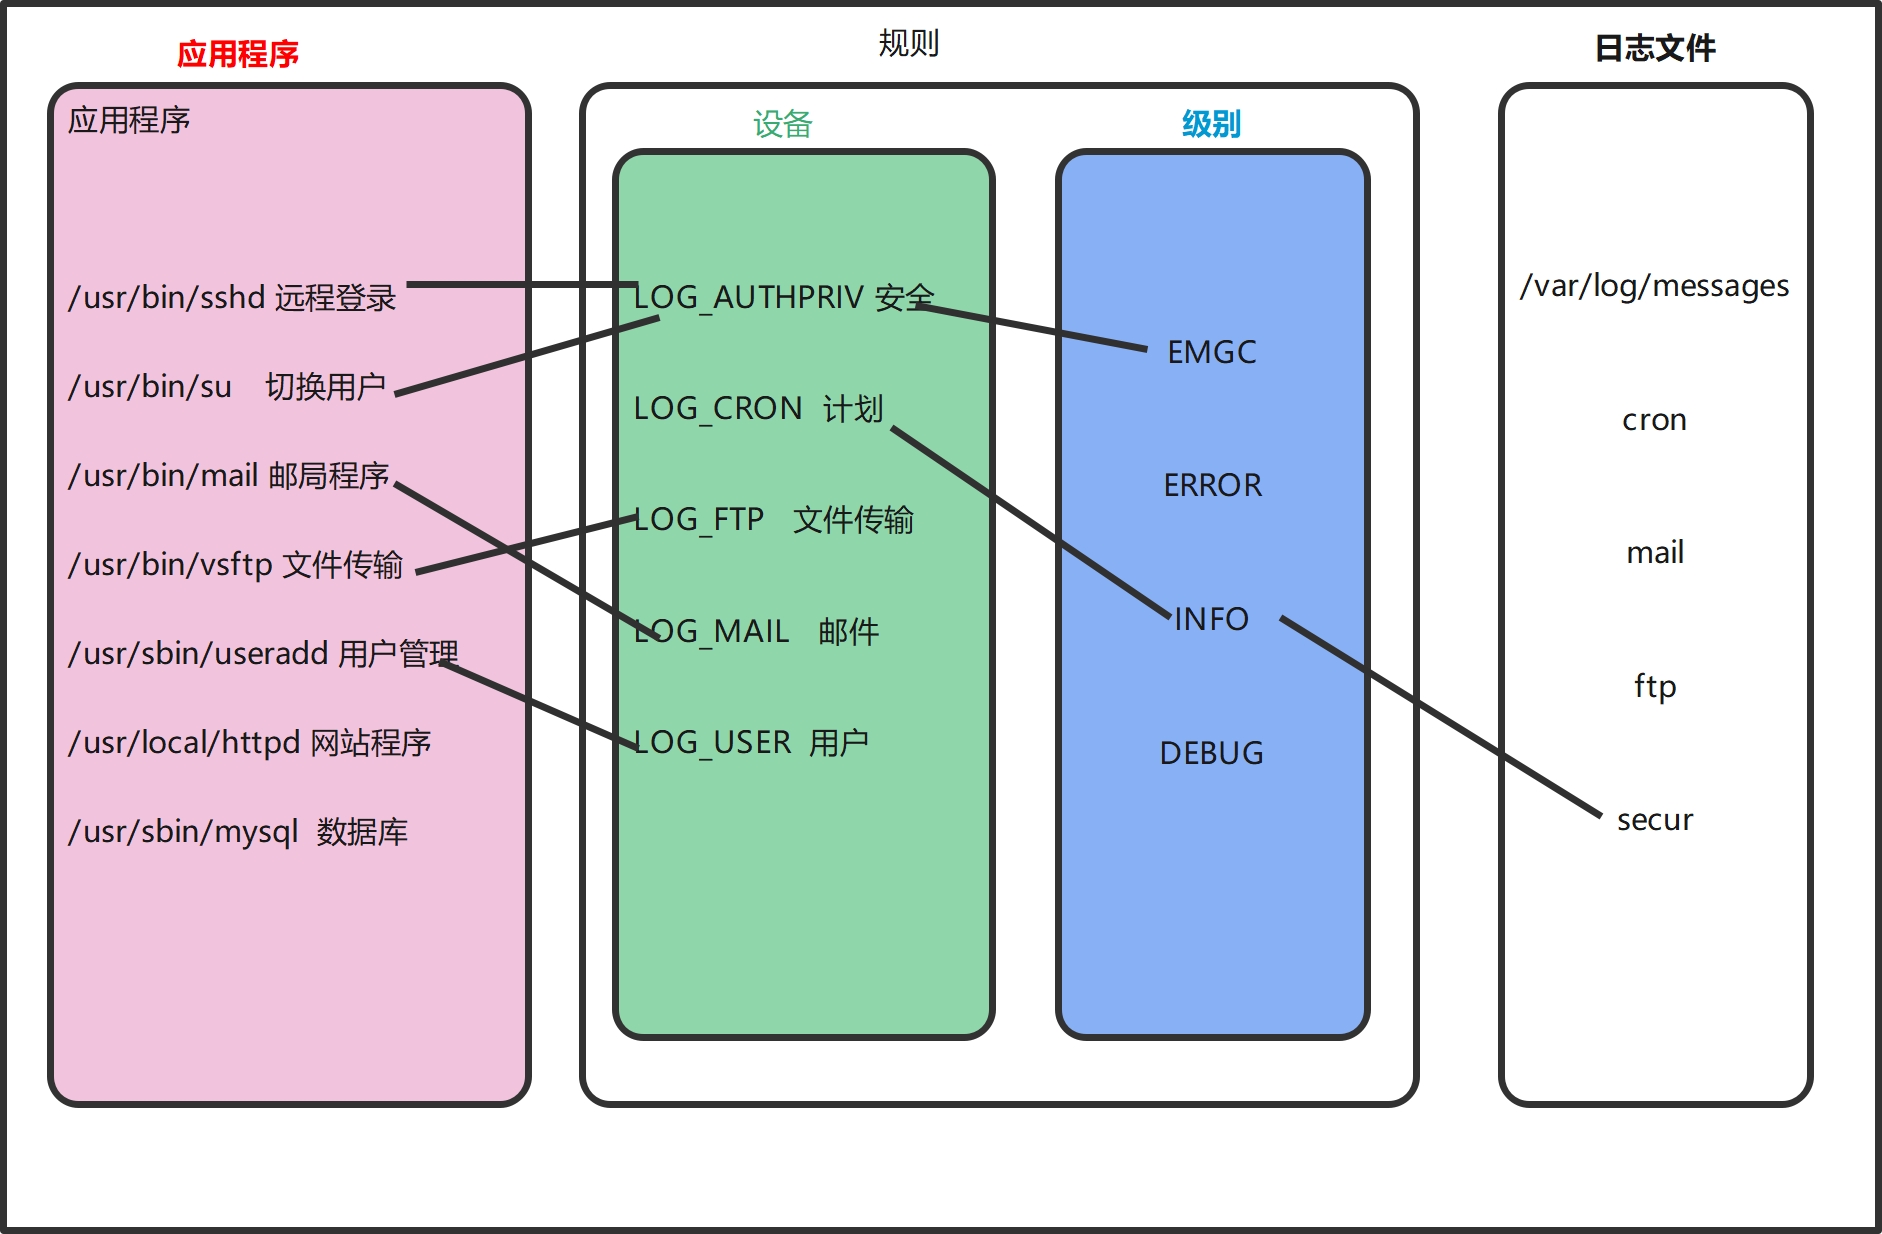 应用程序
规则
日志文件
应用程序
设备
级别
/usr/bin/sshd 远程登录
/usr/bin/su 切换用户
/usr/bin/mail 邮局程序
/usr/bin/vsftp 文件传输
/usr/sbin/useradd 用户管理
/usr/local/httpd 网站程序
/usr/sbin/mysql 数据库
LOG_AUTHPRIV 安全
LOG_CRON 计划
LOG_FTP 文件传输
LOG_MAIL 邮件
LOG_USER 用户
EMGC
ERROR
INFO
DEBUG
/var/log/messages
cron
mail
ftp
secur